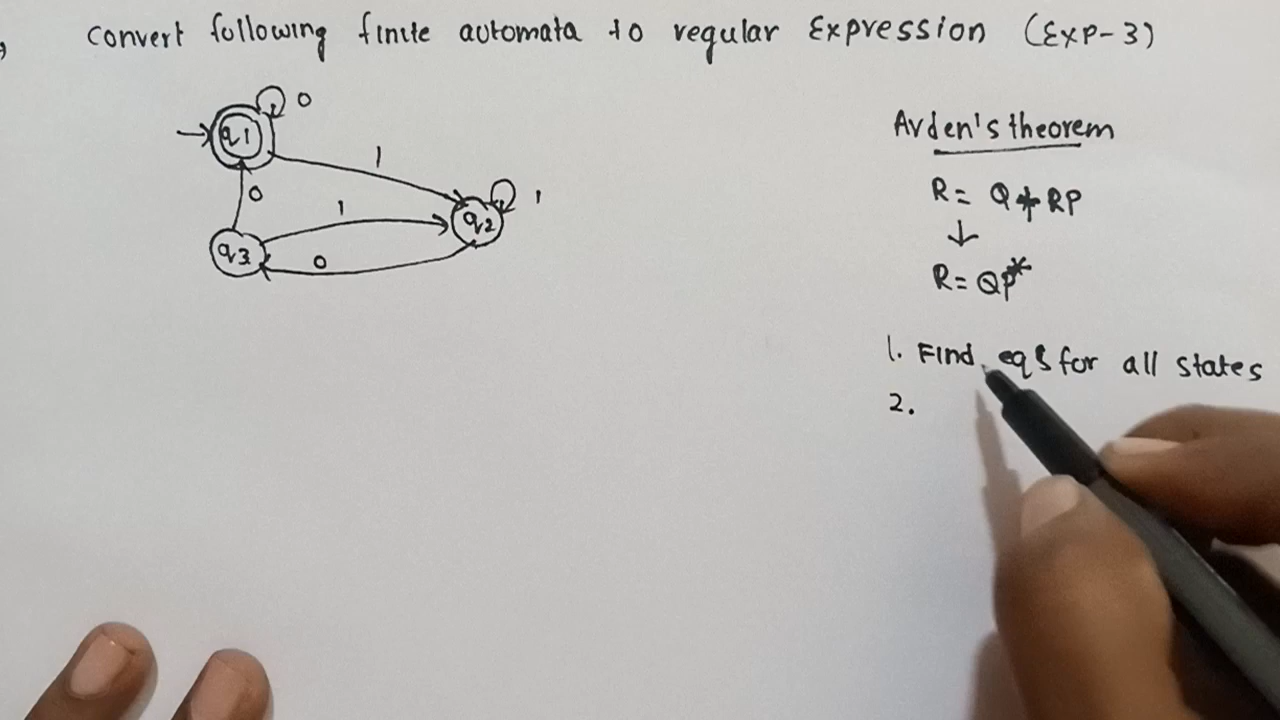 convert following finite automata to regular Expression (EXP-3)
0
q1
1
0
1
1
q2
q3
0
Arden's theorem
R = Q + RP
↓
R = QP*
1. Find eqs for all states
2.